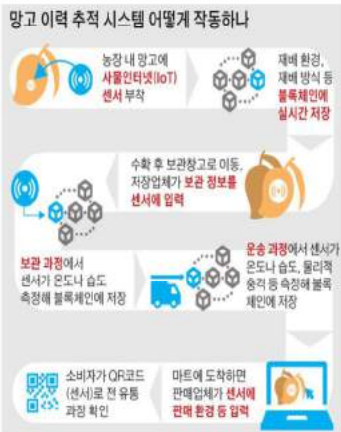 망고 이력 추적 시스템 어떻게 작동하나
농장 내 망고에
사물인터넷(IoT)
센서 부착
재배 환경,
재배 방식 등
블록체인에
실시간 저장
수확 후 보관창고로 이동,
저장업체가 보관 정보를
센서에 입력
보관 과정에서
센서가 온도나 습도
측정해 블록체인에 저장
운송 과정에서 센서가
온도나 습도, 물리적
충격 등 측정해 블록
체인에 저장
마트에 도착하면
판매업체가 센서에
판매 환경 등 입력
소비자가 QR코드
(센서)로 전 유통
과장 확인